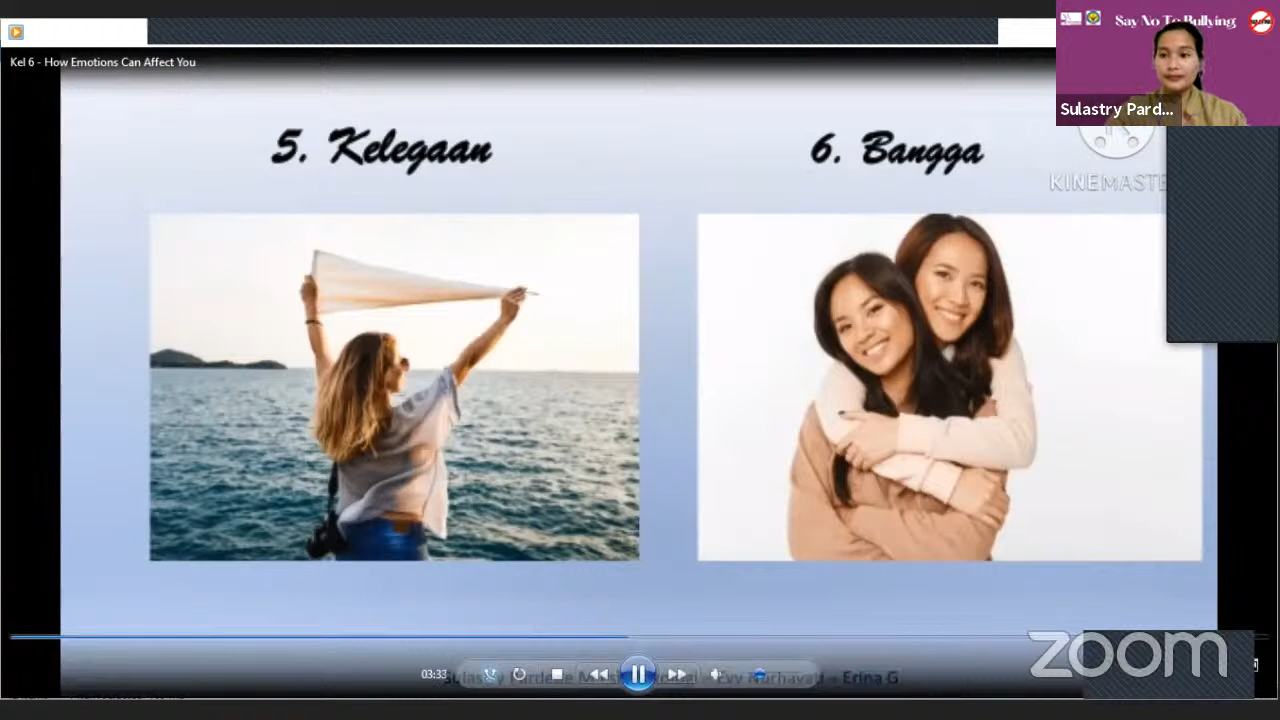 Kel 6 - How Emotions Can Affect You
Say No To Bullying
Sulastry Pard...
5. Kelegaan
6. Bangga
KINEMASTE
03:33
Erina G
zoom